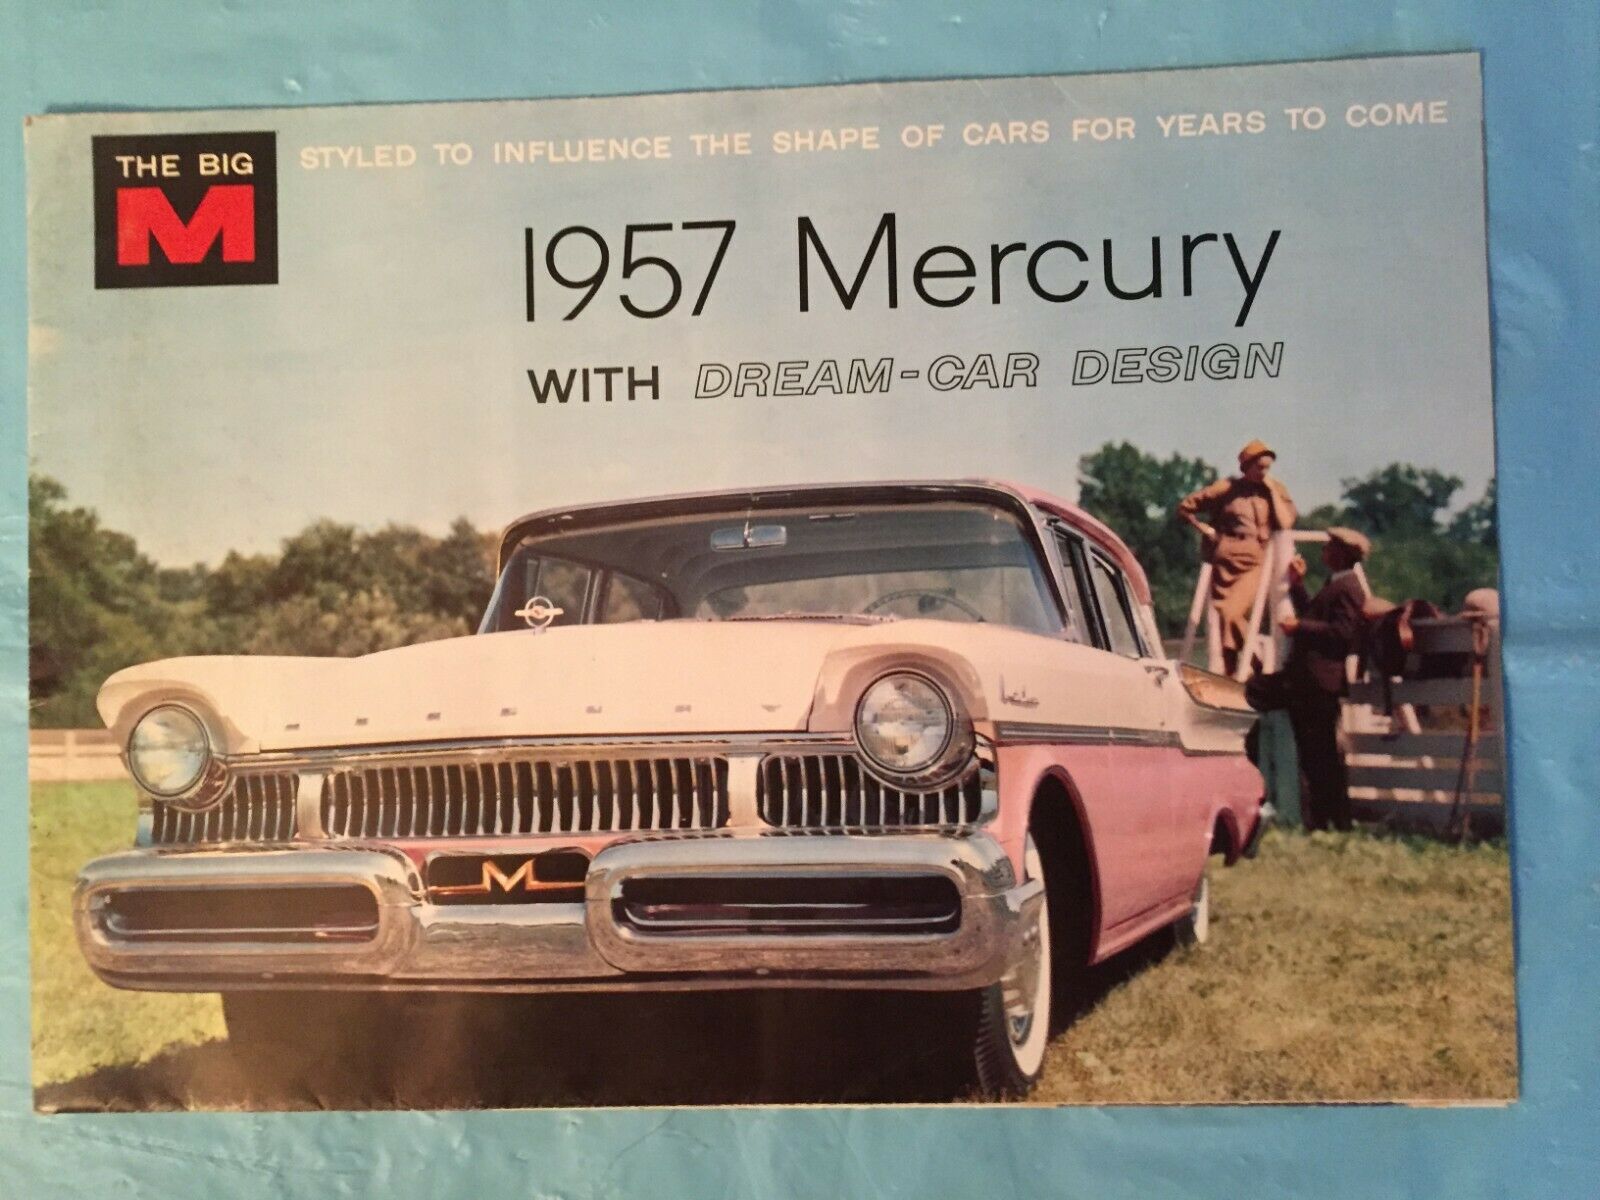 THE BIG
M
STYLED TO INFLUENCE THE SHAPE OF CARS FOR YEARS TO COME
1957 Mercury
WITH DREAM-CAR DESIGN
MERCURY
M